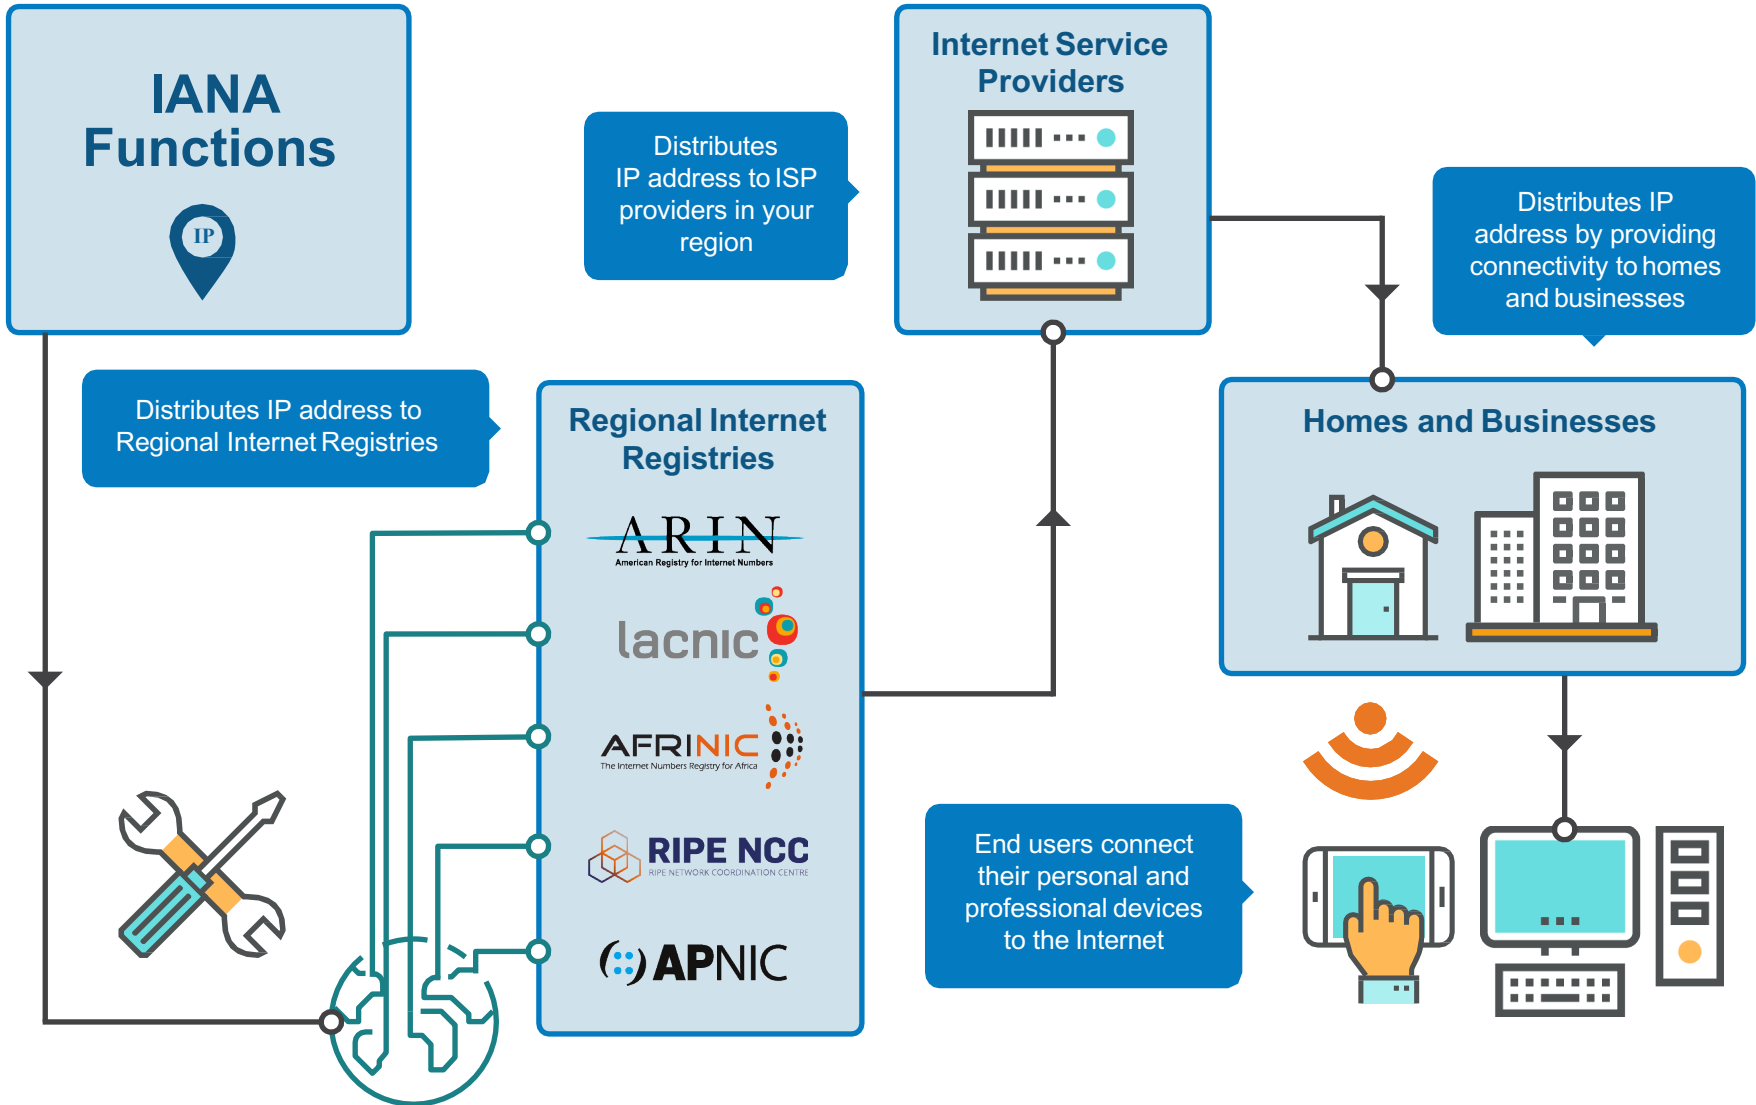 IANA
Functions
IP
Distributes IP address to
Regional Internet Registries
Regional Internet
Registries
ARIN
American Registry for Internet Numbers
lacnic
AFRINIC
The Internet Numbers Registry for Africa
RIPE NCC
RIPE NETWORK COORDINATION CENTRE
APNIC
Distributes
IP address to ISP
providers in your
region
Internet Service
Providers
Distributes IP
address by providing
connectivity to homes
and businesses
Homes and Businesses
End users connect
their personal and
professional devices
to the Internet